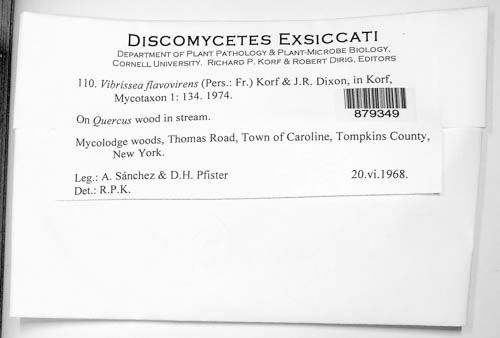 DISCOMYCETES EXSICCATI
DEPARTMENT OF PLANT PATHOLOGY & PLANT-MICROBE BIOLOGY,
CORNELL UNIVERSITY. RICHARD P. KORF & ROBERT DIRIG, EDITORS
110. Vibrissea flavovirens (Pers.: Fr.) Korf & J.R. Dixon, in Korf,
Mycotaxon 1: 134. 1974.
879349
On Quercus wood in stream.
Mycolodge woods, Thomas Road, Town of Caroline, Tompkins County,
New York.
Leg.: A. Sánchez & D.H. Pfister 20.vi.1968.
Det.: R.P.K.